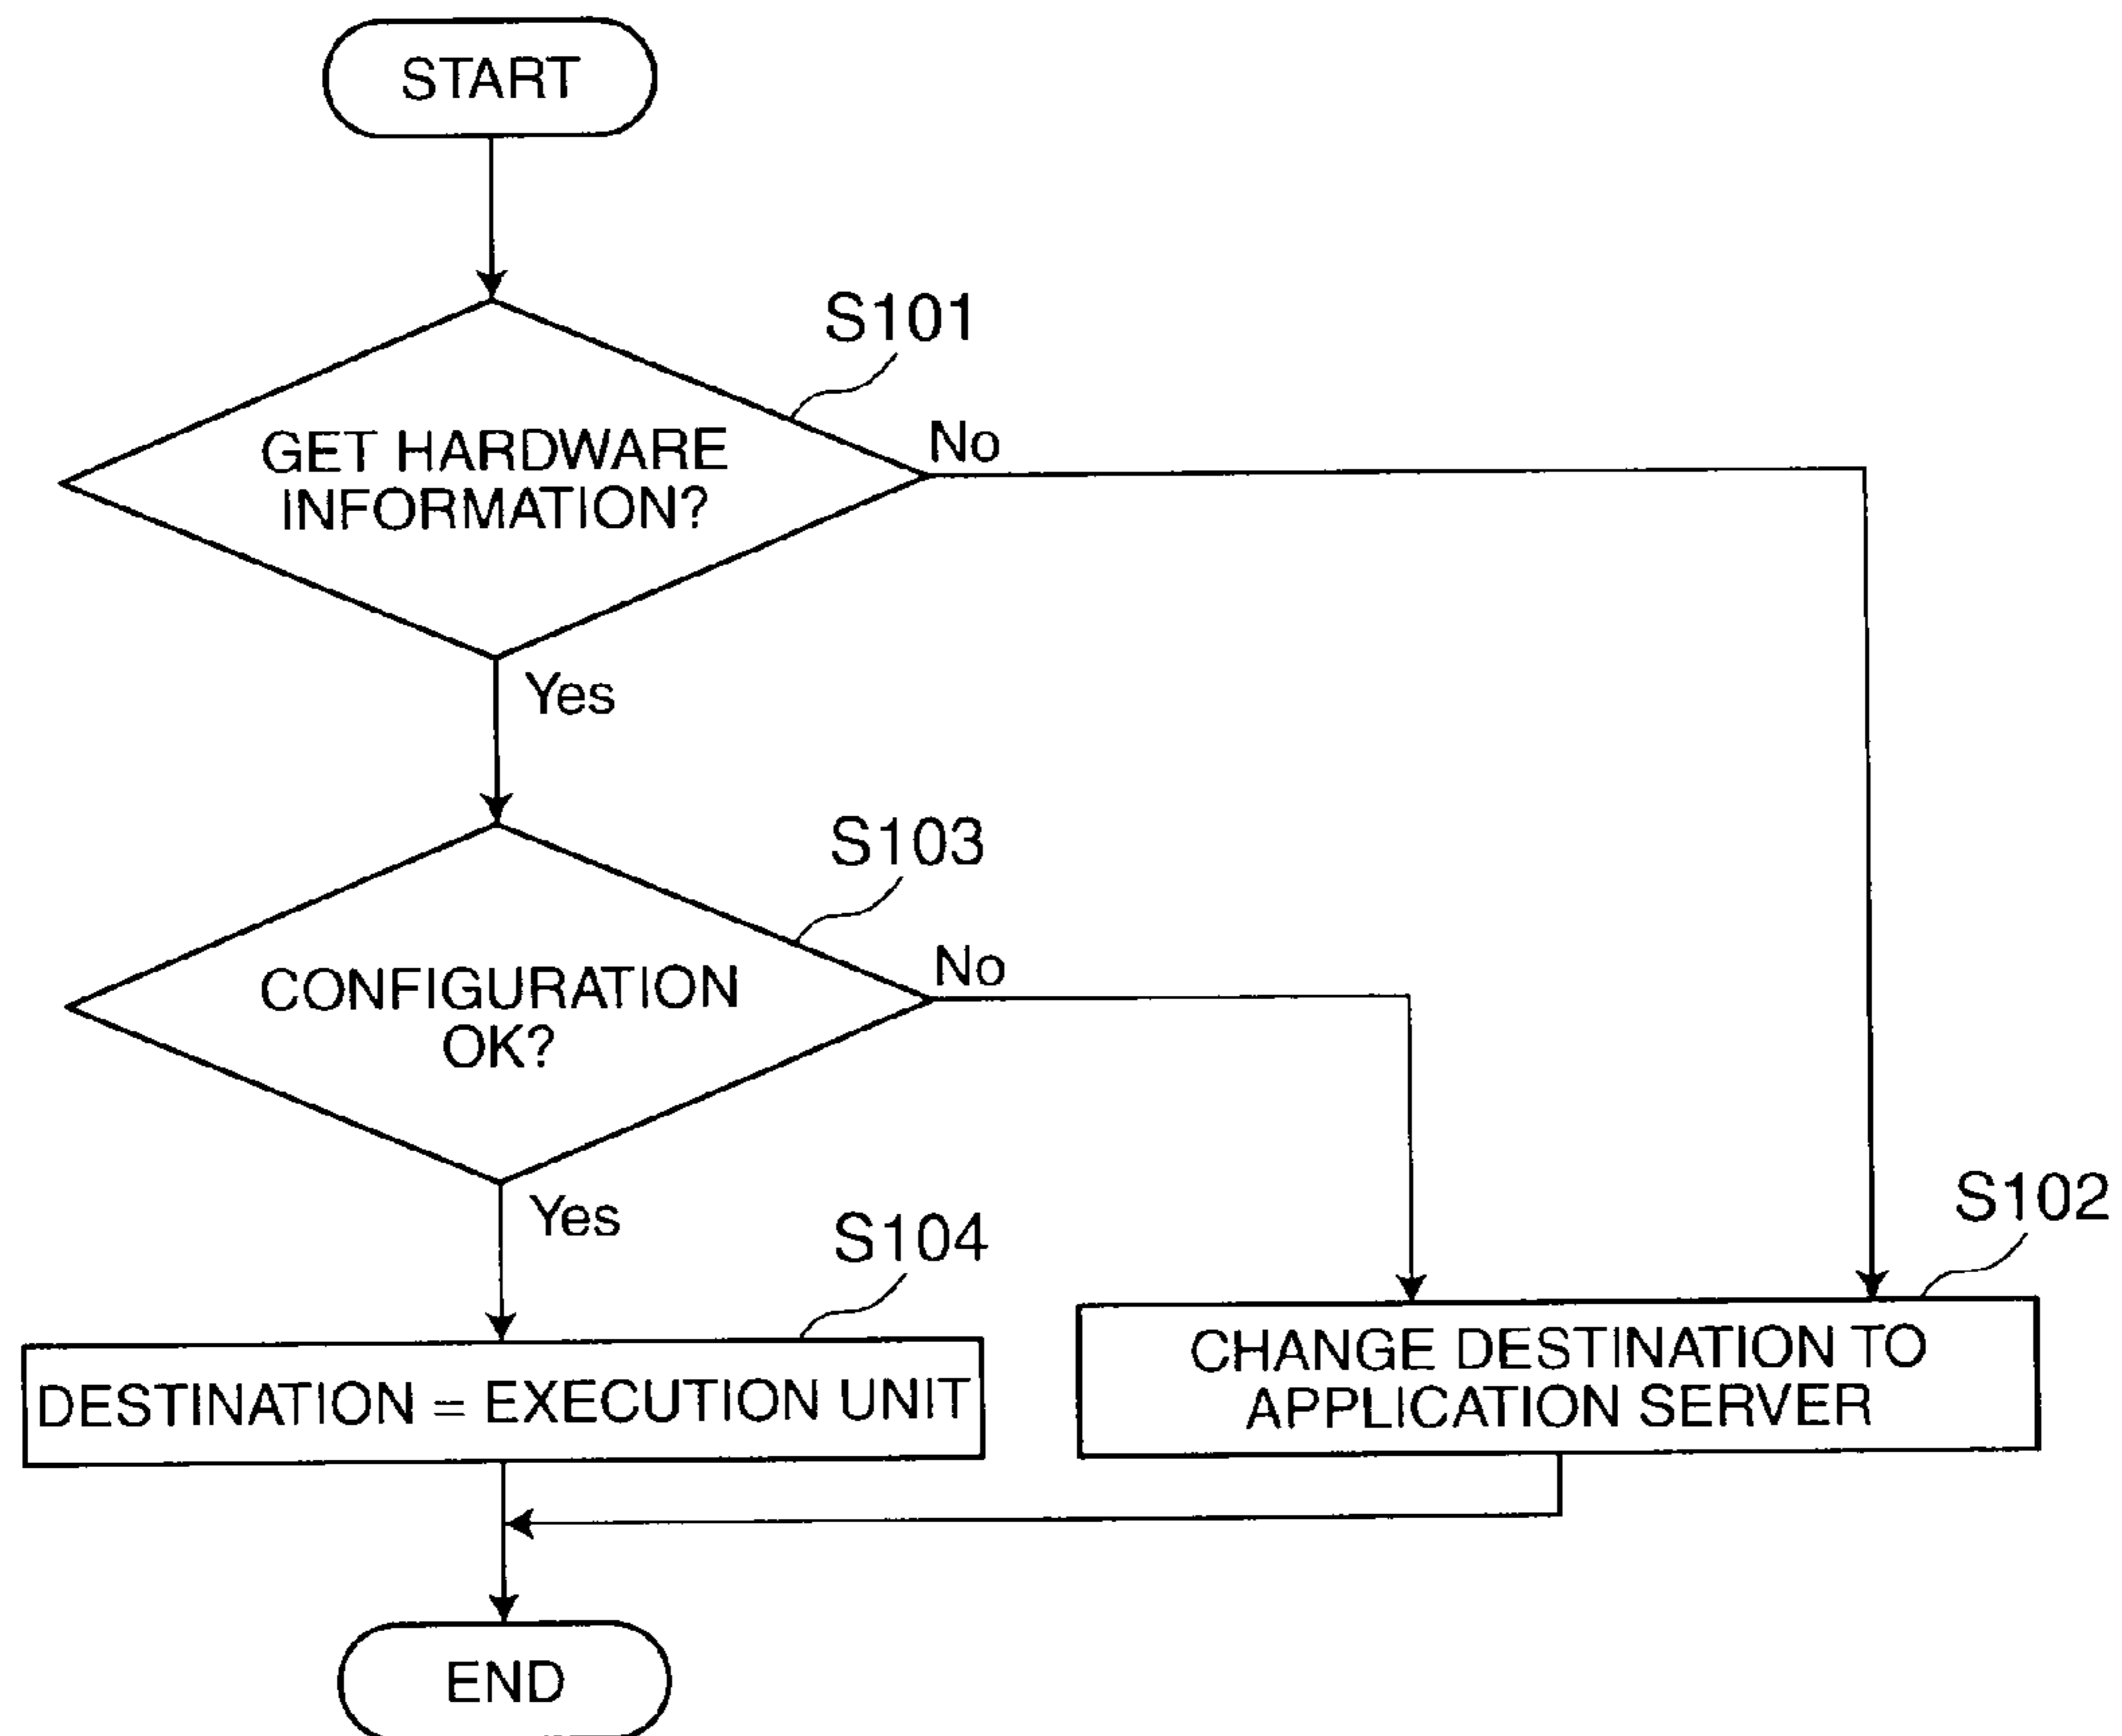 START
S101
GET HARDWARE
INFORMATION?
No
Yes
S103
CONFIGURATION
OK?
No
Yes
S104
DESTINATION = EXECUTION UNIT
S102
CHANGE DESTINATION TO
APPLICATION SERVER
END